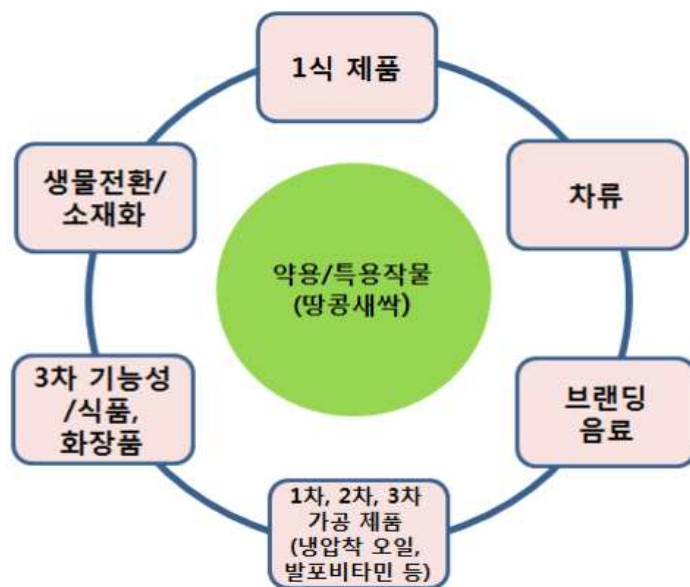 1식 제품
차류
브랜딩
음료
1차, 2차, 3차
가공 제품
(냉압착 오일,
발포비타민 등)
3차 기능성
/식품,
화장품
생물전환/
소재화
약용/특용작물
(땅콩새싹)